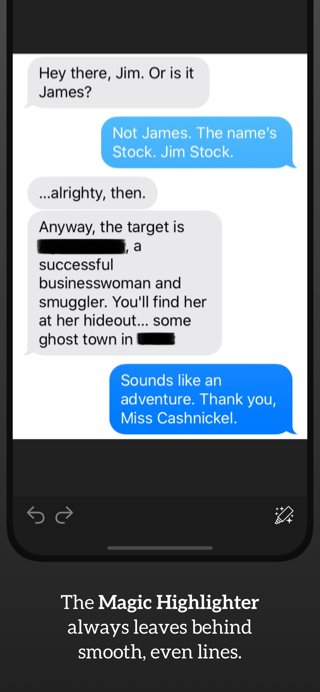 Hey there, Jim. Or is it
James?
Not James. The name's
Stock. Jim Stock.
...alrighty, then.
Anyway, the target is
, a
successful
businesswoman and
smuggler. You'll find her
at her hideout... some
ghost town in
Sounds like an
adventure. Thank you,
Miss Cashnickel.
The Magic Highlighter
always leaves behind
smooth, even lines.